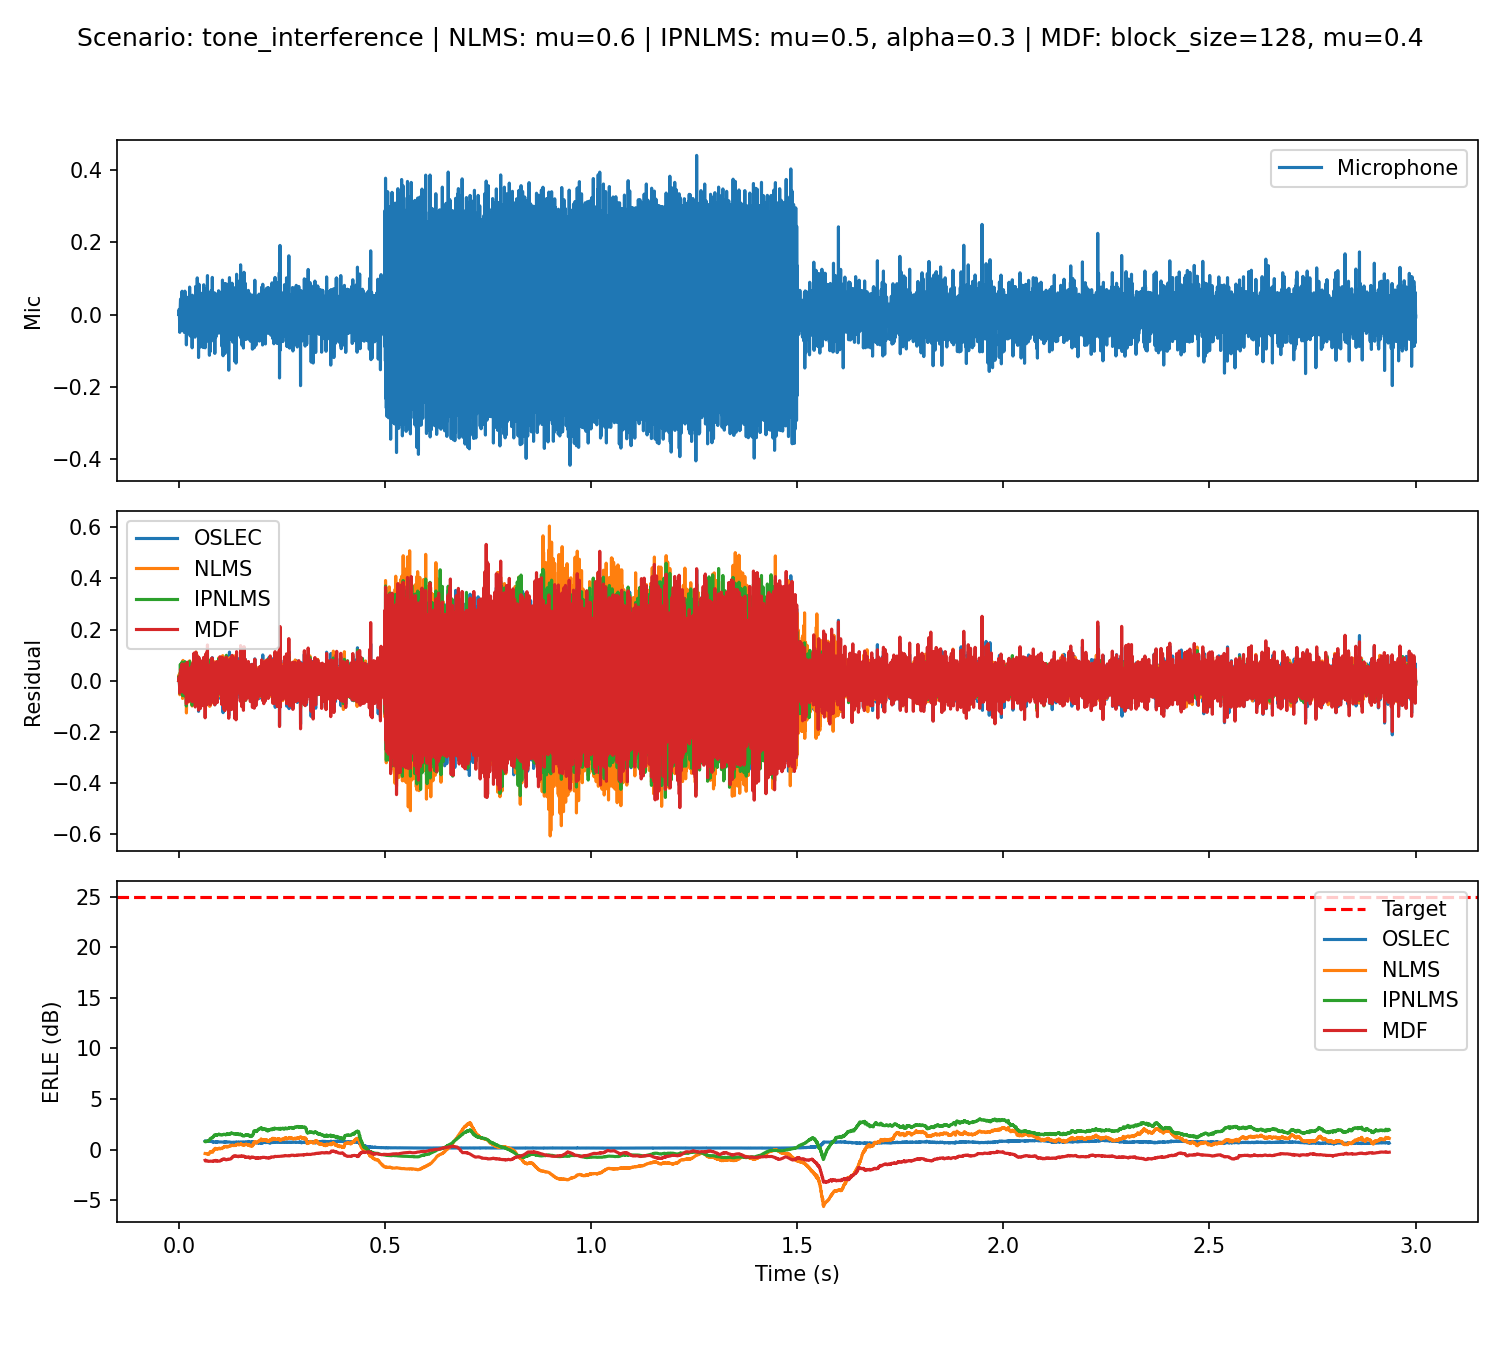 Scenario: tone_interference | NLMS: mu=0.6 | IPNLMS: mu=0.5, alpha=0.3 | MDF: block_size=128, mu=0.4
Mic
0.4
0.2
0.0
−0.2
−0.4
Microphone
Residual
0.6
0.4
0.2
0.0
−0.2
−0.4
−0.6
OSLEC
NLMS
IPNLMS
MDF
ERLE (dB)
25
20
15
10
5
0
−5
Target
OSLEC
NLMS
IPNLMS
MDF
0.0 0.5 1.0 1.5 2.0 2.5 3.0
Time (s)